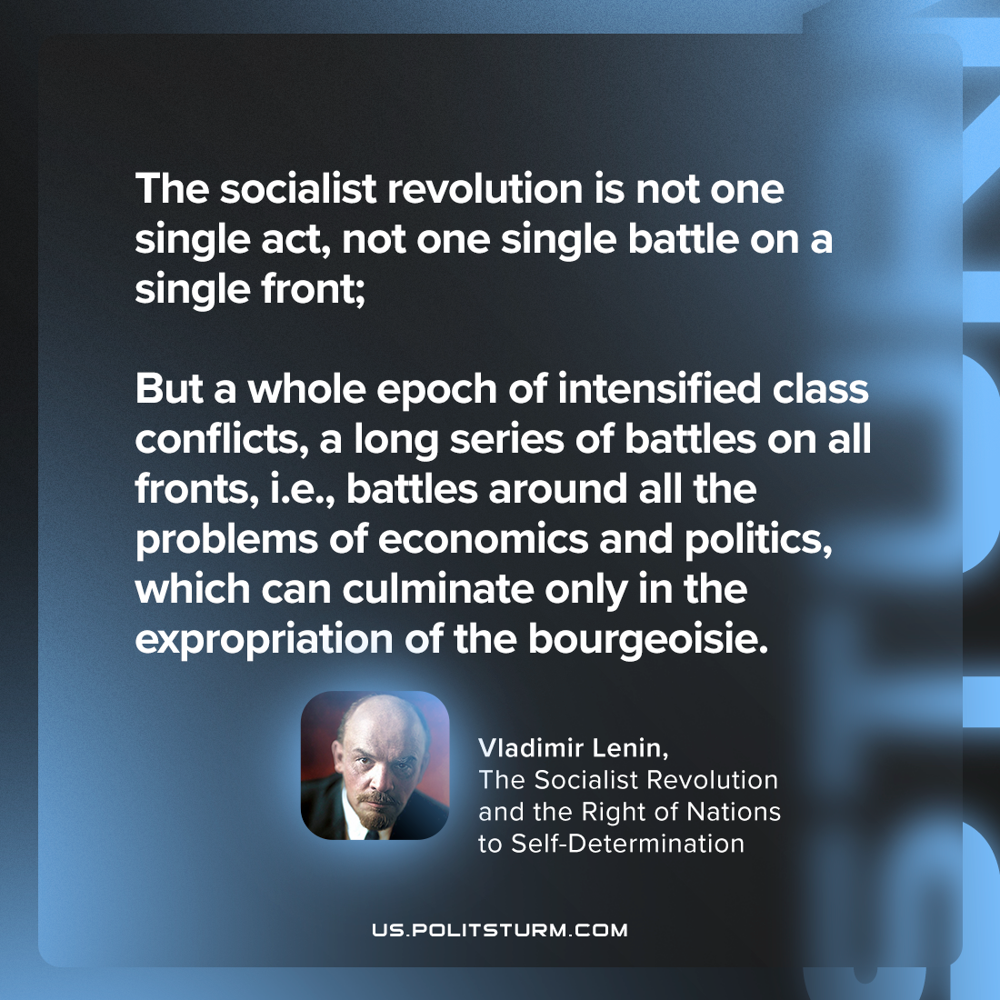 The socialist revolution is not one
single act, not one single battle on a
single front;
But a whole epoch of intensified class
conflicts, a long series of battles on all
fronts, i.e., battles around all the
problems of economics and politics,
which can culminate only in the
expropriation of the bourgeoisie.
Vladimir Lenin,
The Socialist Revolution
and the Right of Nations
to Self-Determination
US.POLITSTURM.COM